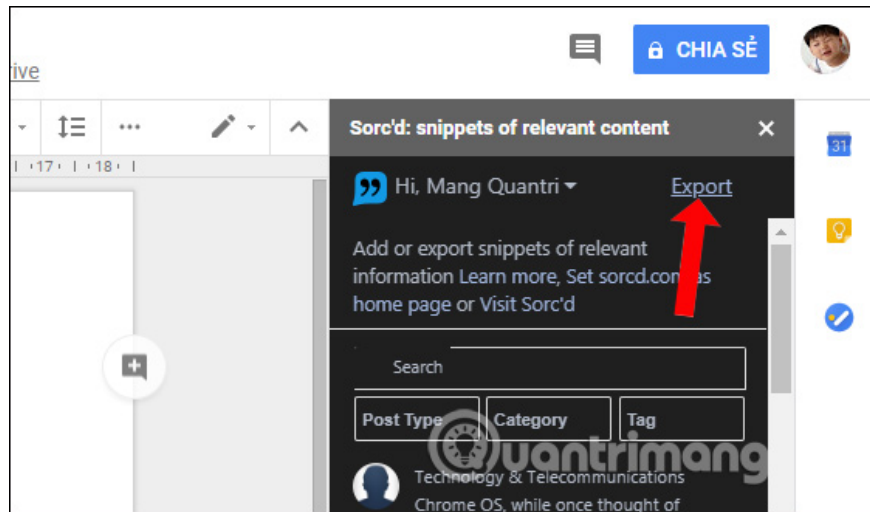 CHIA SẺ
rive
17 18
Sorc'd: snippets of relevant content
Hi, Mang Quantri
Export
Add or export snippets of relevant
information Learn more, Set sorcd.com as
home page or Visit Sorc'd
31
Search
Post Type
Category
Tag
Quantrimang
Technology & Telecommunications
Chrome OS, while once thought of